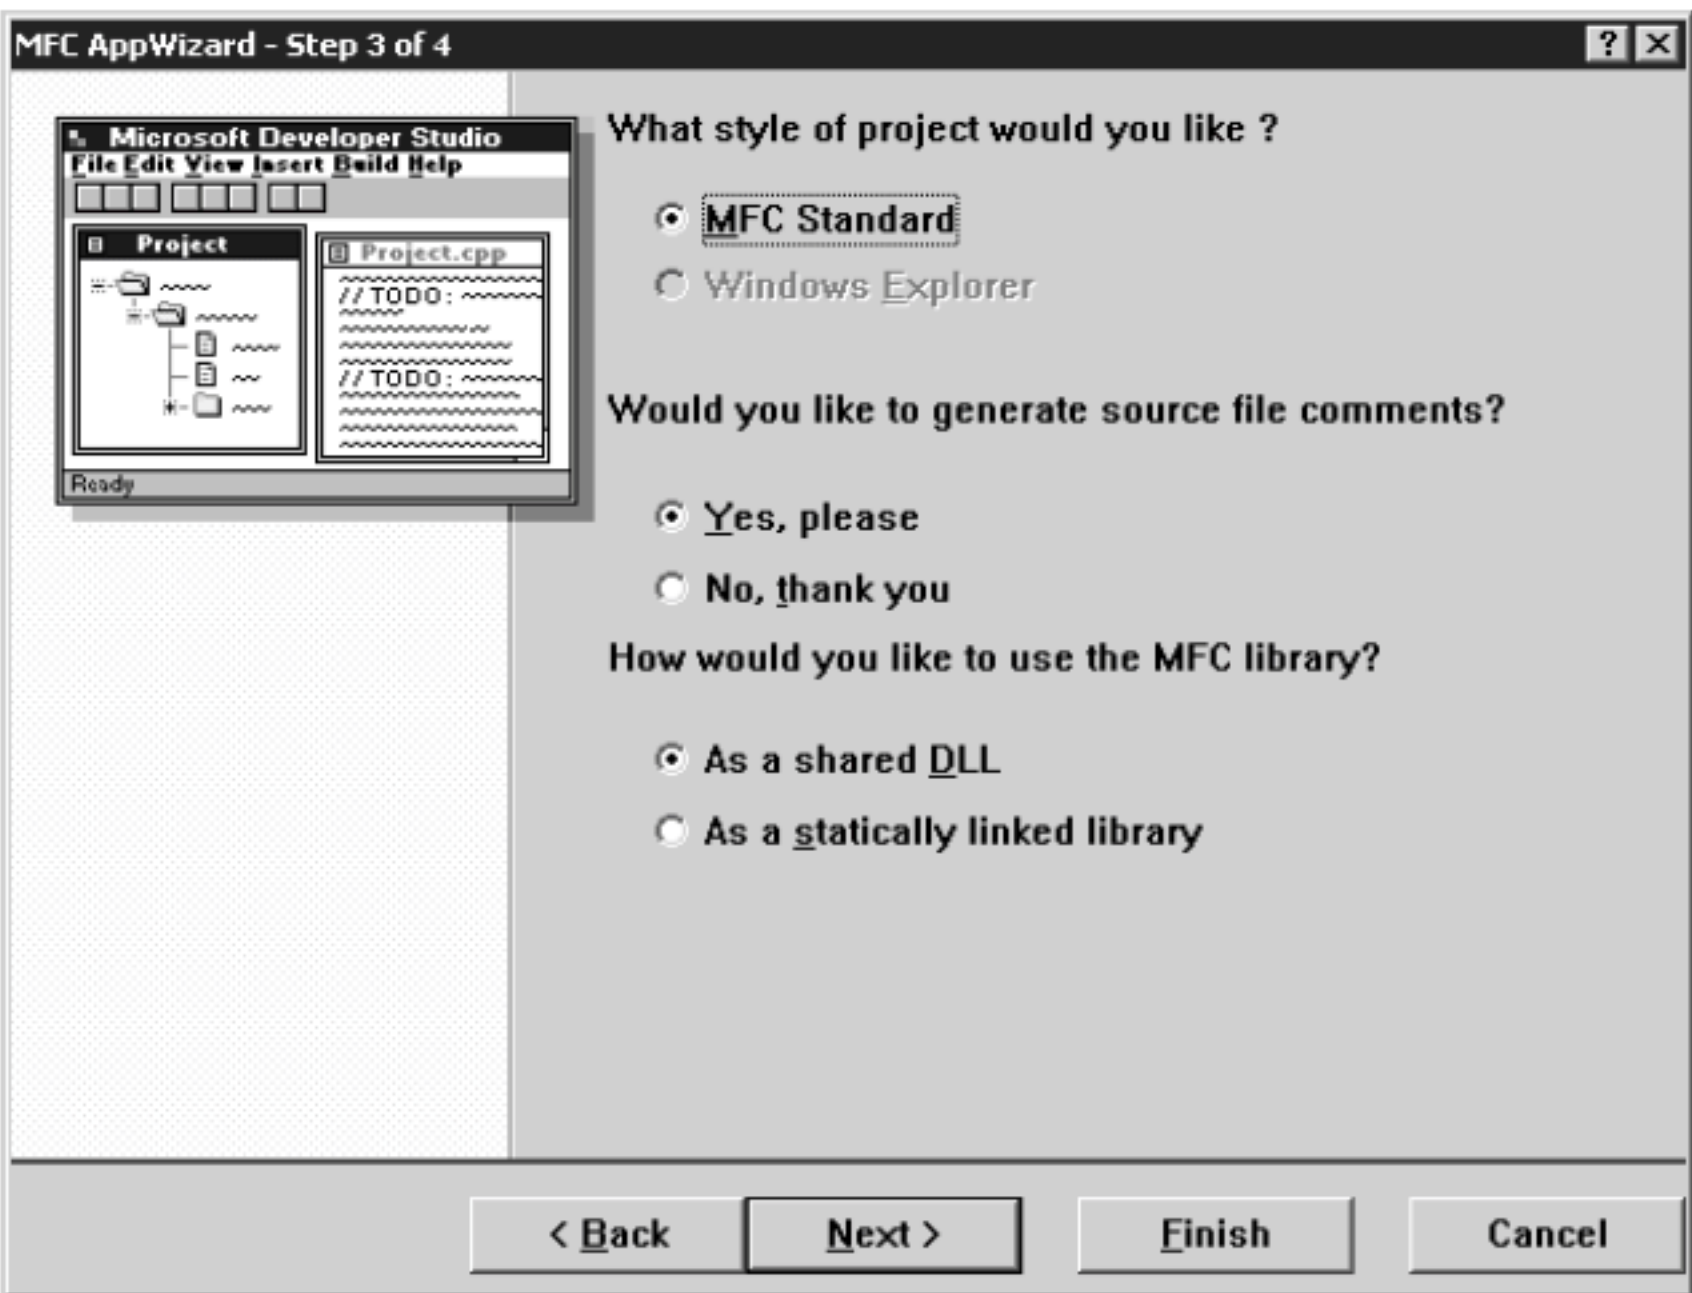 MFC AppWizard - Step 3 of 4
Microsoft Developer Studio
File Edit View Insert Build Help
Project
Project.cpp
// TODO:
// TODO:
Ready
What style of project would you like ?
MFC Standard
Windows Explorer
Would you like to generate source file comments?
Yes, please
No, thank you
How would you like to use the MFC library?
As a shared DLL
As a statically linked library
< Back
Next >
Finish
Cancel